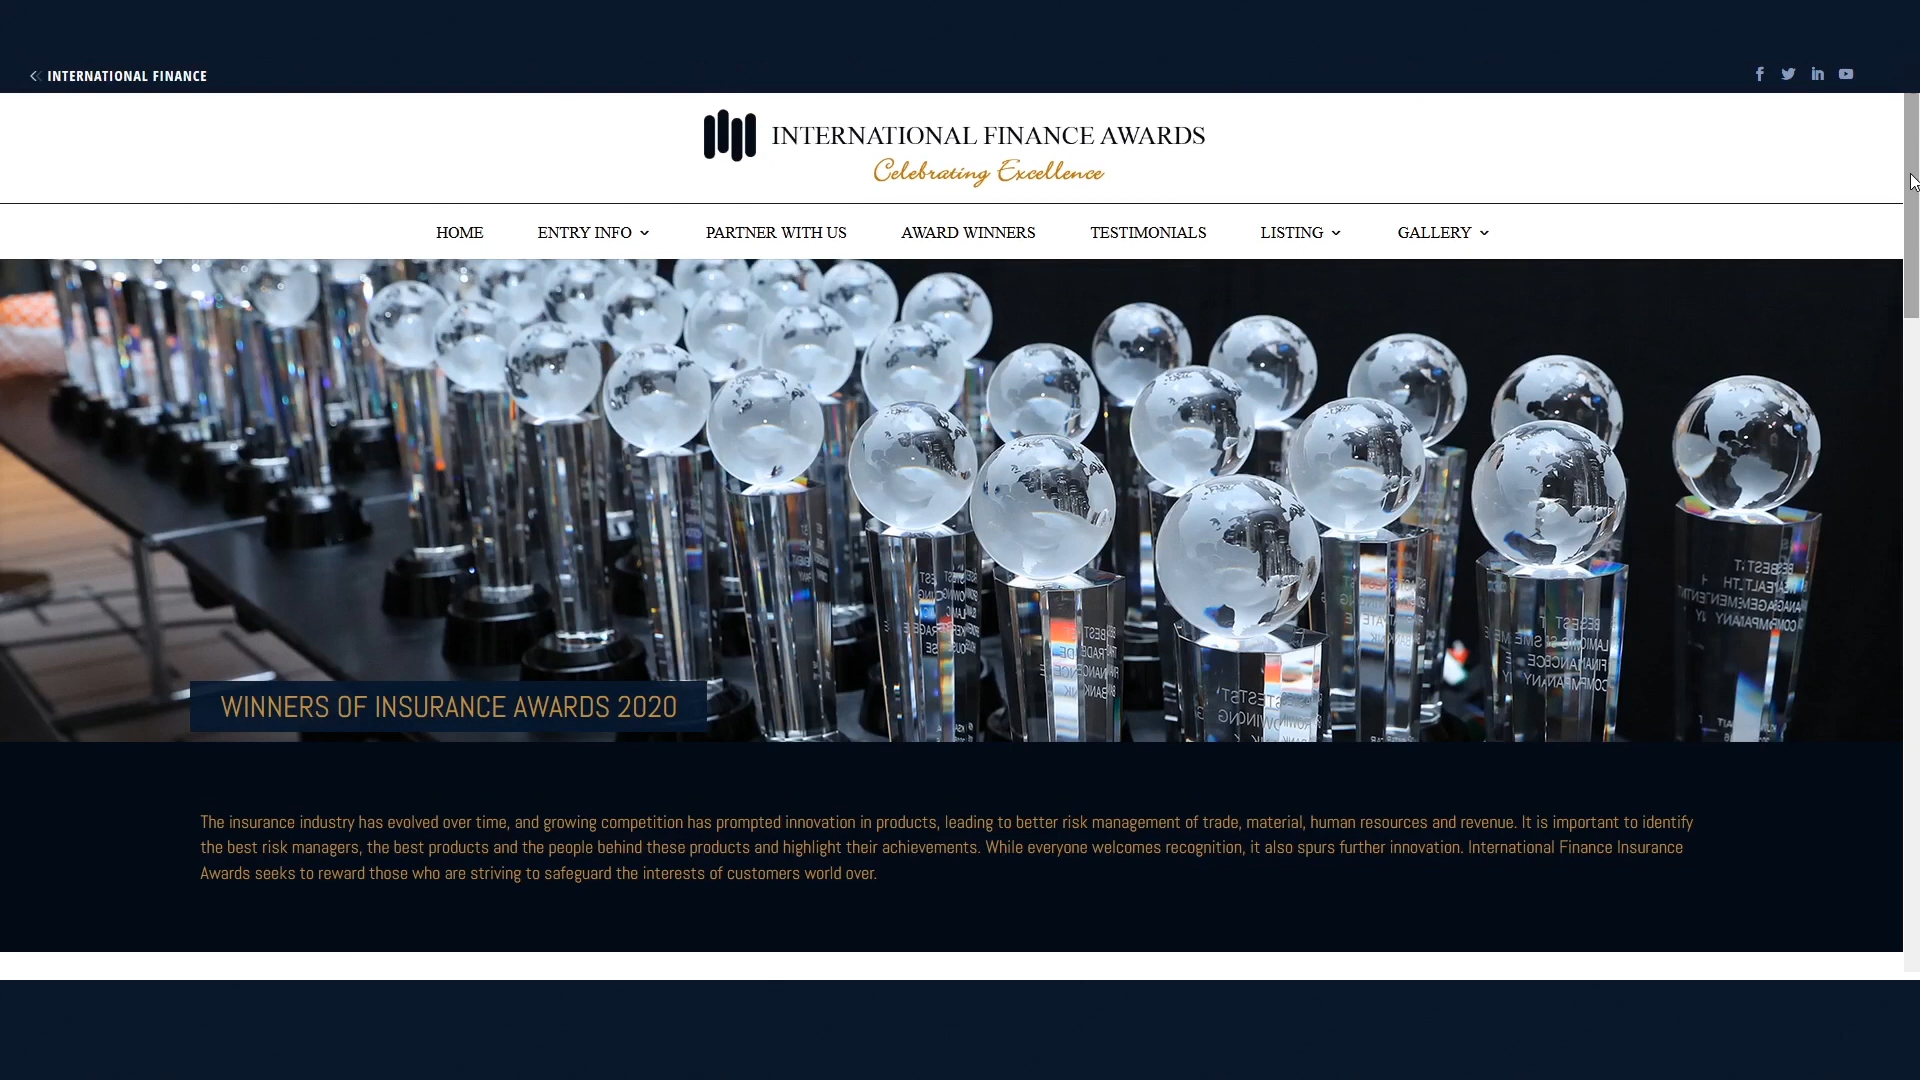 INTERNATIONAL FINANCE
INTERNATIONAL FINANCE AWARDS
Celebrating Excellence
HOME ENTRY INFO PARTNER WITH US AWARD WINNERS TESTIMONIALS LISTING GALLERY
WINNERS OF INSURANCE AWARDS 2020
The insurance industry has evolved over time, and growing competition has prompted innovation in products, leading to better risk management of trade, material, human resources and revenue. It is important to identify
the best risk managers, the best products and the people behind these products and highlight their achievements. While everyone welcomes recognition, it also spurs further innovation. International Finance Insurance
Awards seeks to reward those who are striving to safeguard the interests of customers world over.